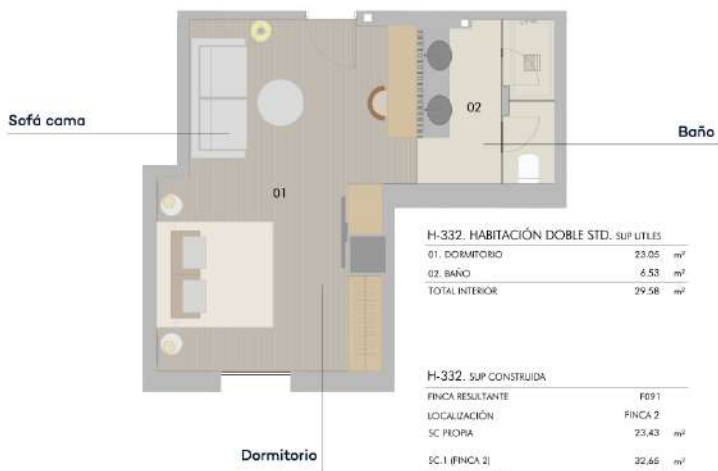 Sofá cama
02
Baño
01
H-332. HABITACIÓN DOBLE STD. SUP UTILES
01. DORMITORIO 23.05 m²
02. BAÑO 6.53 m²
TOTAL INTERIOR 29.58 m²
H-332. SUP CONSTRUIDA
FINCA RESULTANTE F091
LOCALIZACIÓN FINCA 2
SC PROPIA 23,43 m²
SC.1 (FINCA 2) 32,65 m²
Dormitorio